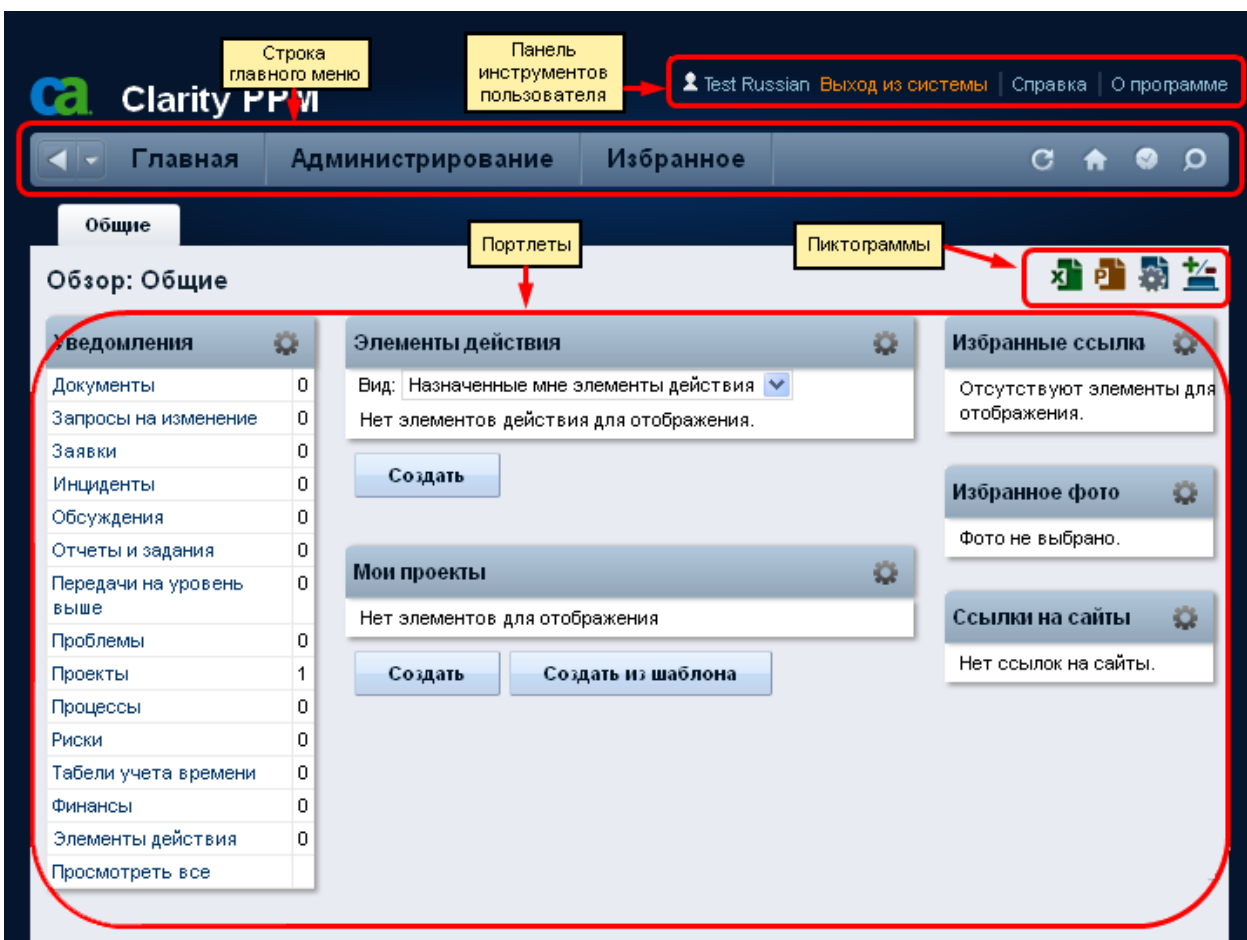 Строка
главного меню
Панель
инструментов
пользователя
ca
Clarity PPM
Test Russian Выход из системы | Справка | О программе
Главная Администрирование Избранное
Общие
Портлеты
Пиктограммы
Обзор: Общие
Уведомления
Документы 0
Запросы на изменение 0
Заявки 0
Инциденты 0
Обсуждения 0
Отчеты и задания 0
Передачи на уровень 0
выше
Проблемы 0
Проекты 1
Процессы 0
Риски 0
Табели учета времени 0
Финансы 0
Элементы действия 0
Просмотреть все
Элементы действия
Вид: Назначенные мне элементы действия
Нет элементов действия для отображения.
Создать
Мои проекты
Нет элементов для отображения
Создать Создать из шаблона
Избранные ссылки
Отсутствуют элементы для
отображения.
Избранное фото
Фото не выбрано.
Ссылки на сайты
Нет ссылок на сайты.